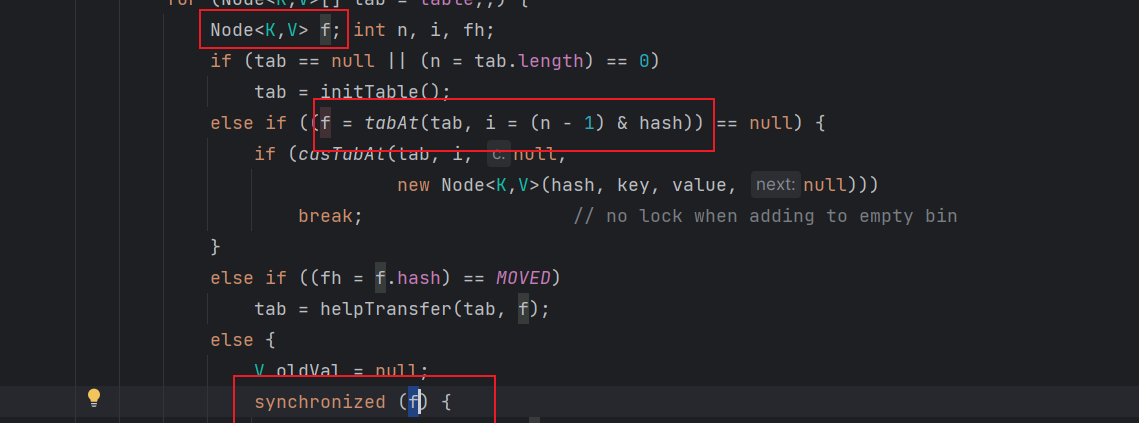 for (Node<K,V>[] tab = table;;) {
Node<K,V> f; int n, i, fh;
if (tab == null || (n = tab.length) == 0)
tab = initTable();
else if ((f = tabAt(tab, i = (n - 1) & hash)) == null) {
if (casTabAt(tab, i, c: null,
new Node<K,V>(hash, key, value, next: null)))
break; // no lock when adding to empty bin
}
else if ((fh = f.hash) == MOVED)
tab = helpTransfer(tab, f);
else {
V oldVal = null;
synchronized (f) {